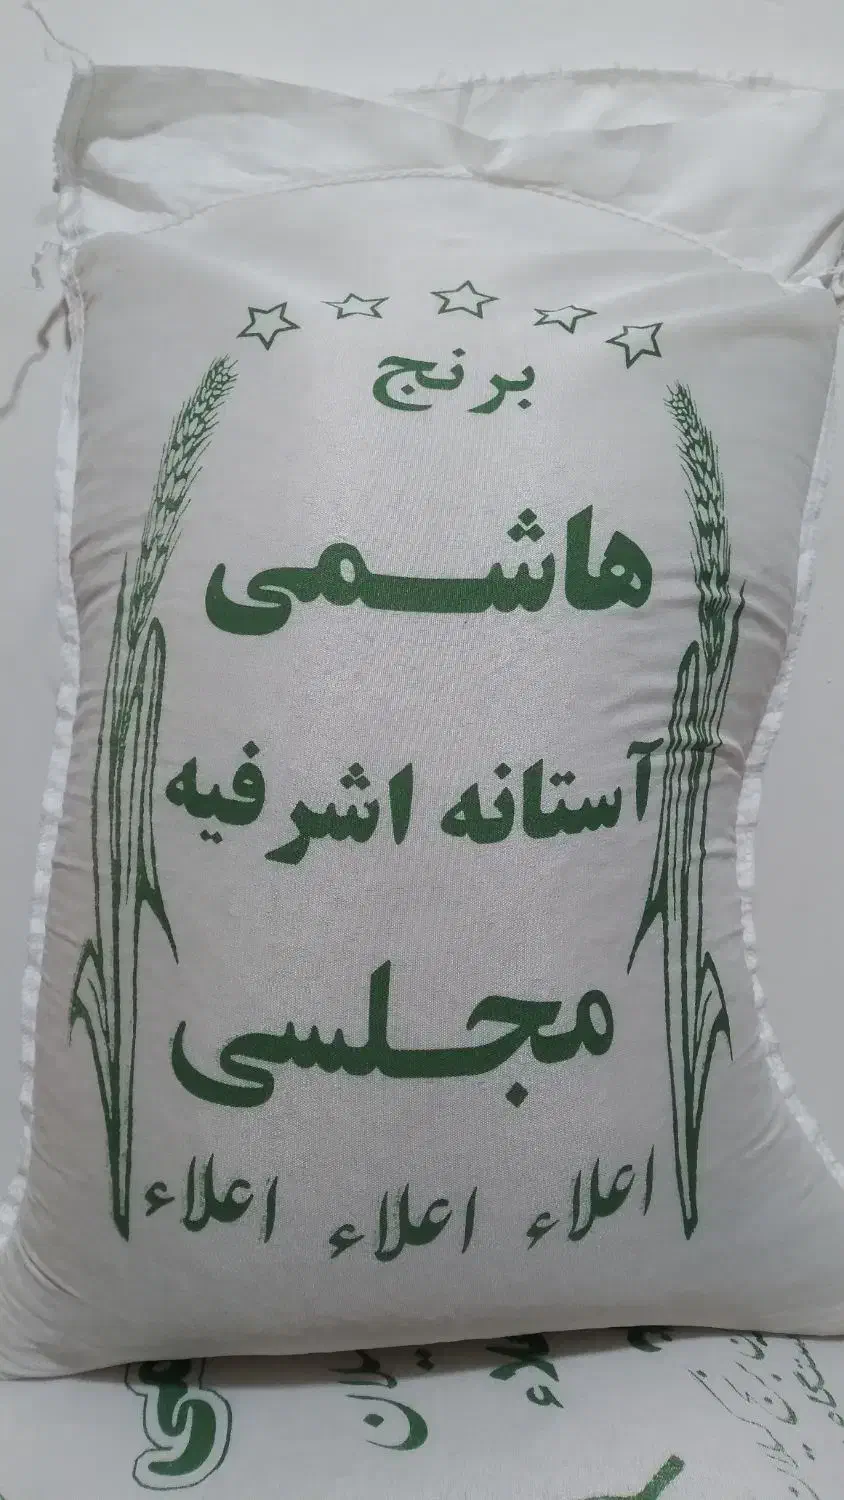 برنج
هاشمی
آستانه اشرفیه
مجلسی
اعلاء اعلاء اعلاء